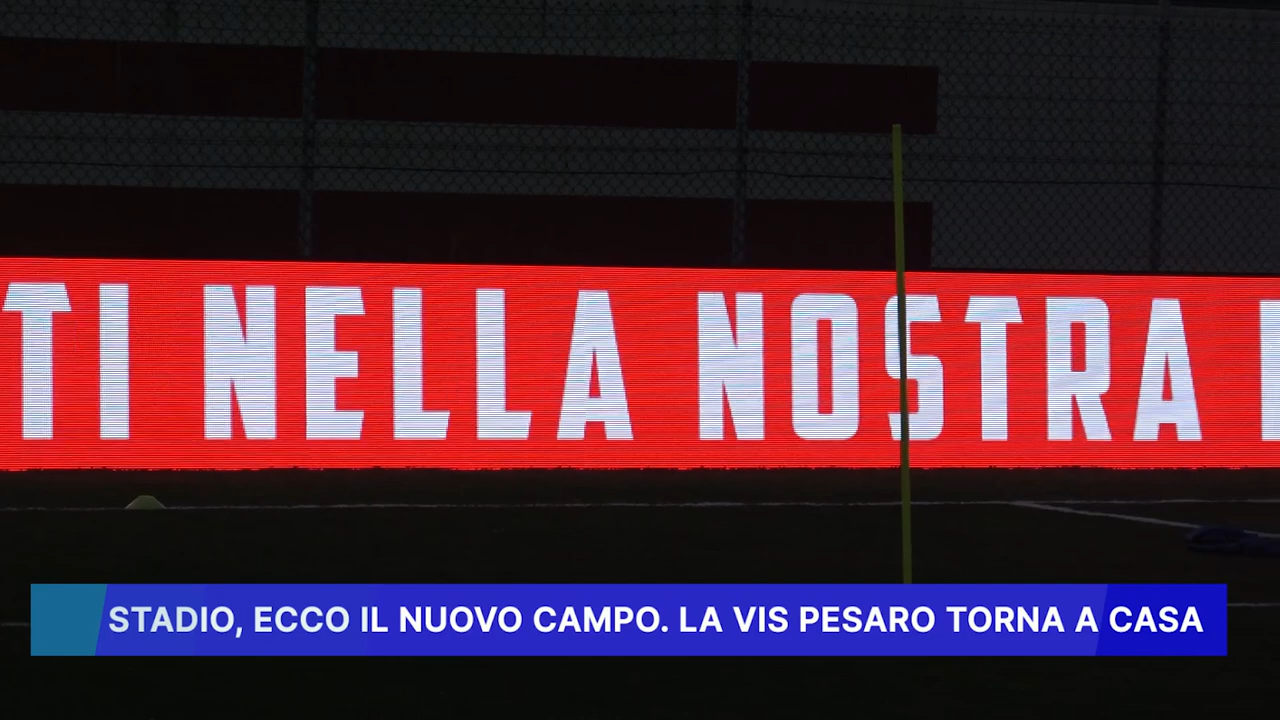 TI NELLA NOSTRA
STADIO, ECCO IL NUOVO CAMPO. LA VIS PESARO TORNA A CASA